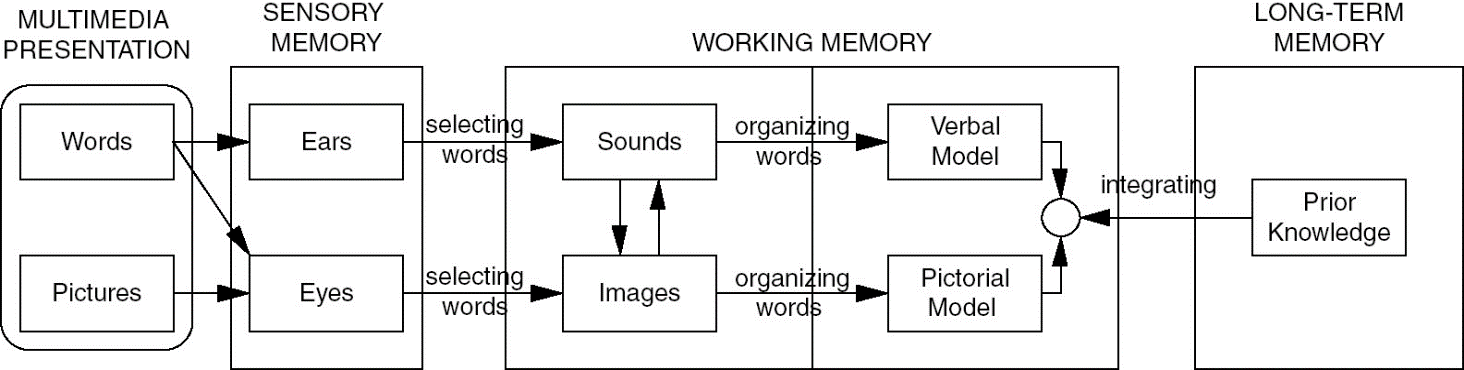 MULTIMEDIA
PRESENTATION
SENSORY
MEMORY
WORKING MEMORY
LONG-TERM
MEMORY
Words
Ears
selecting
words
Sounds
organizing
words
Verbal
Model
integrating
Prior
Knowledge
Pictures
Eyes
selecting
words
Images
organizing
words
Pictorial
Model